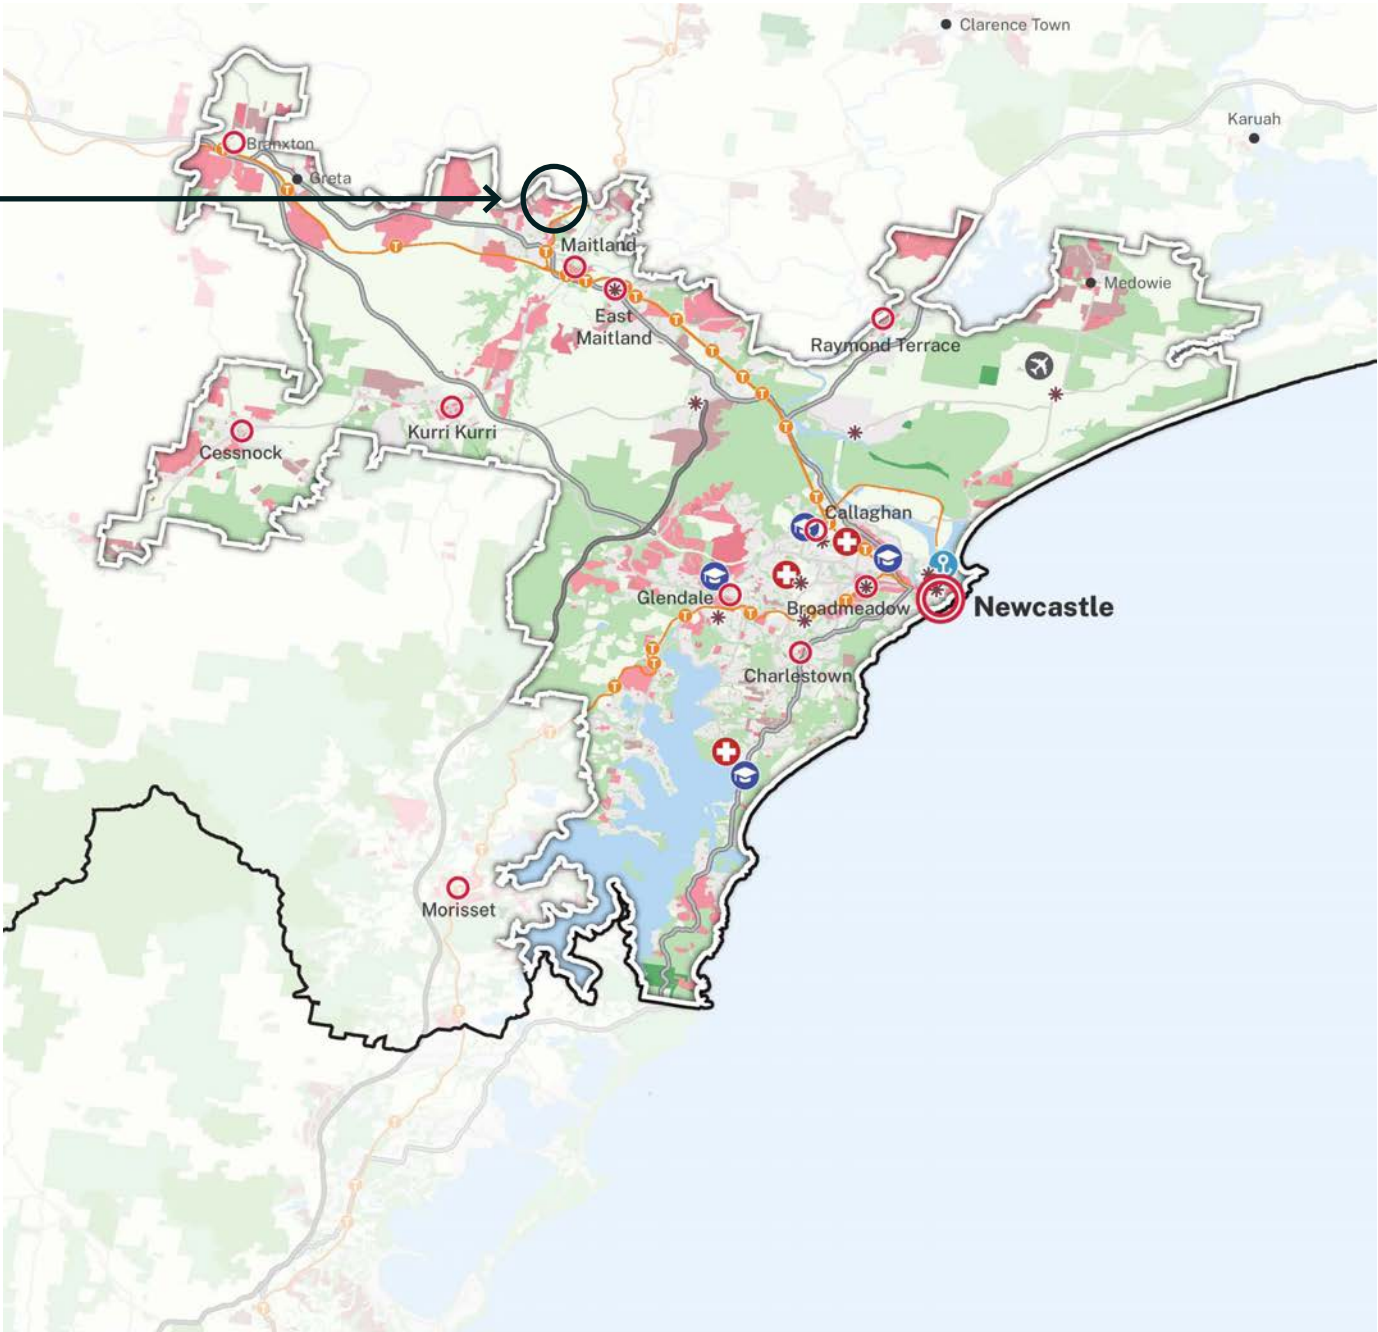 Clarence Town
Karuah
Branxton
Greta
Maitland
Medowie
East
Maitland
Raymond Terrace
Kurri Kurri
Cessnock
Callaghan
Glendale
Broadmeadow
Newcastle
Charlestown
Morisset